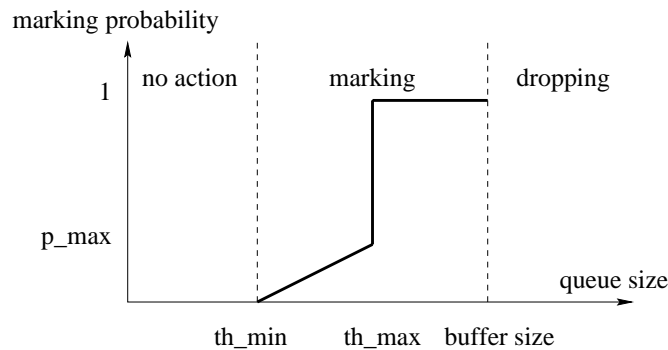 marking probability
1
no action
marking
dropping
p_max
queue size
th_min
th_max
buffer size